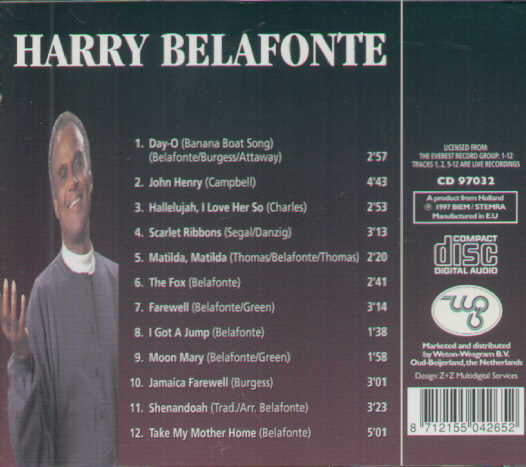 HARRY BELAFONTE
1. Day-O (Banana Boat Song)
(Belafonte/Burgess/Attaway) 2'57
2. John Henry (Campbell) 4'43
3. Hallelujah, I Love Her So (Charles) 2'53
4. Scarlet Ribbons (Segal/Danzig) 3'13
5. Matilda, Matilda (Thomas/Belafonte/Thomas) 2'20
6. The Fox (Belafonte) 2'41
7. Farewell (Belafonte/Green) 3'14
8. I Got A Jump (Belafonte) 1'38
9. Moon Mary (Belafonte/Green) 1'58
10. Jamaica Farewell (Burgess) 3'01
11. Shenandoah (Trad./Arr. Belafonte) 3'23
12. Take My Mother Home (Belafonte) 5'01
LICENSED FROM:
THE EVEREST RECORD GROUP: 1-12
TRACKS 1, 2, 5-12 ARE LIVE RECORDINGS
CD 97032
A product from Holland
℗ 1997 BIEM / STEMRA
Manufactured in E.U
COMPACT
disc
DIGITAL AUDIO
Marketed and distributed
by Weton-Wesgram B.V.
Oud-Beijerland, the Netherlands
Design: Z+Z Multidigital Services
8 712155 042652